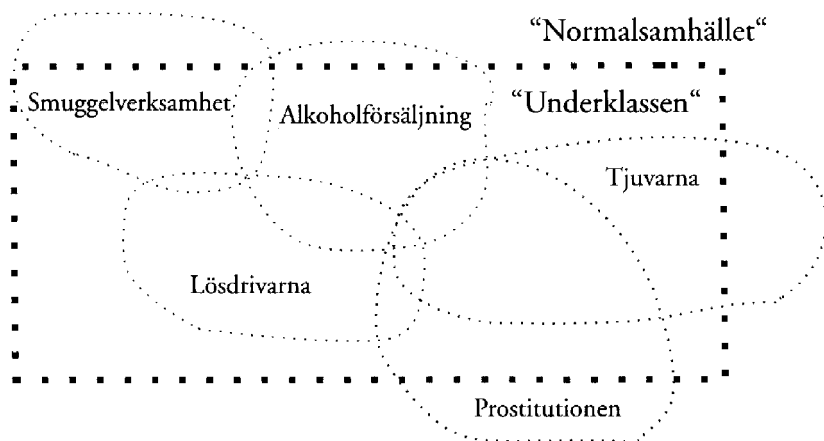 “Normalsamhället“
Smuggelverksamhet
Alkoholförsäljning
“Underklassen“
Tjuvarna
Lösdrivarna
Prostitutionen